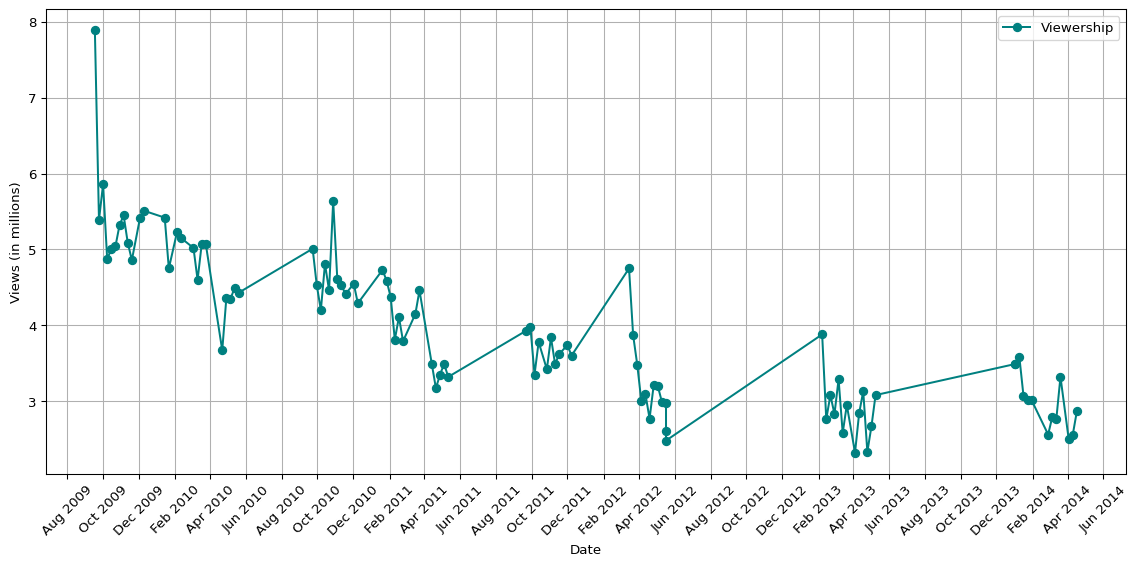 8
7
6
5
4
3
Views (in millions)
Viewership
Aug 2009
Oct 2009
Dec 2009
Feb 2010
Apr 2010
Jun 2010
Aug 2010
Oct 2010
Dec 2010
Feb 2011
Apr 2011
Jun 2011
Aug 2011
Oct 2011
Dec 2011
Feb 2012
Apr 2012
Jun 2012
Aug 2012
Oct 2012
Dec 2012
Feb 2013
Apr 2013
Jun 2013
Aug 2013
Oct 2013
Dec 2013
Feb 2014
Apr 2014
Jun 2014
Date